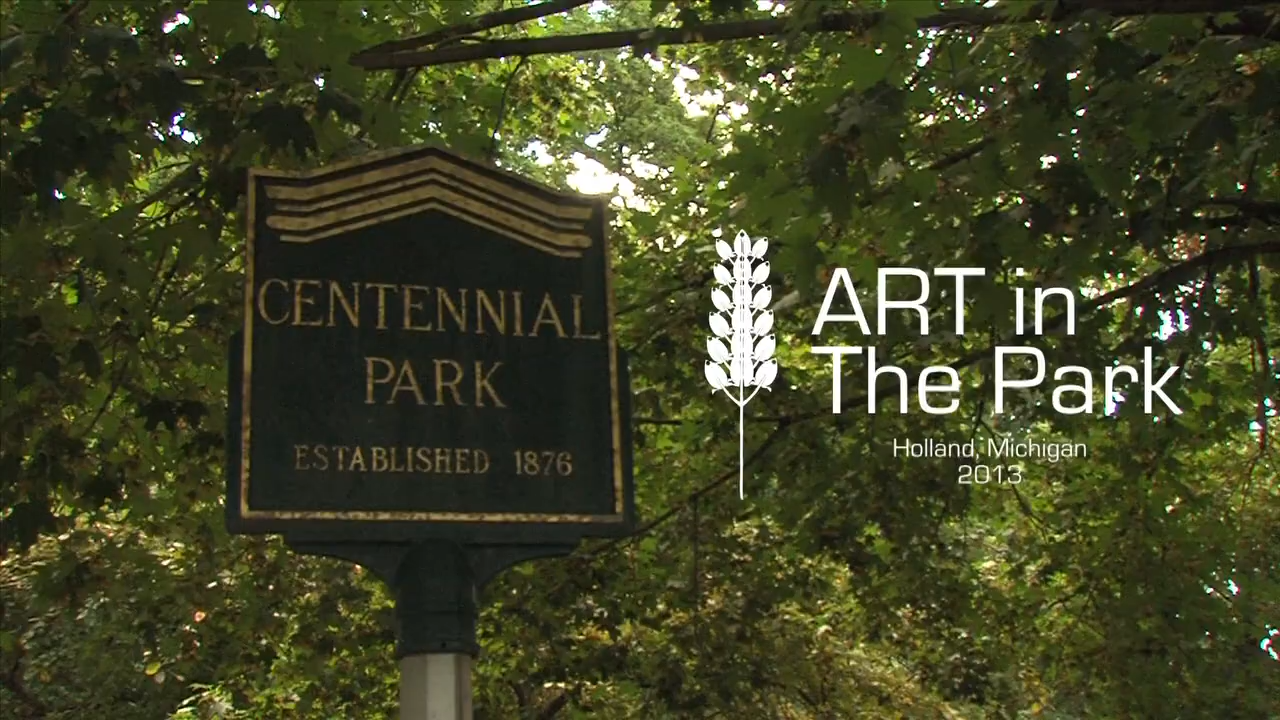 CENTENNIAL
PARK
ESTABLISHED 1876
ART in
The Park
Holland, Michigan
2013